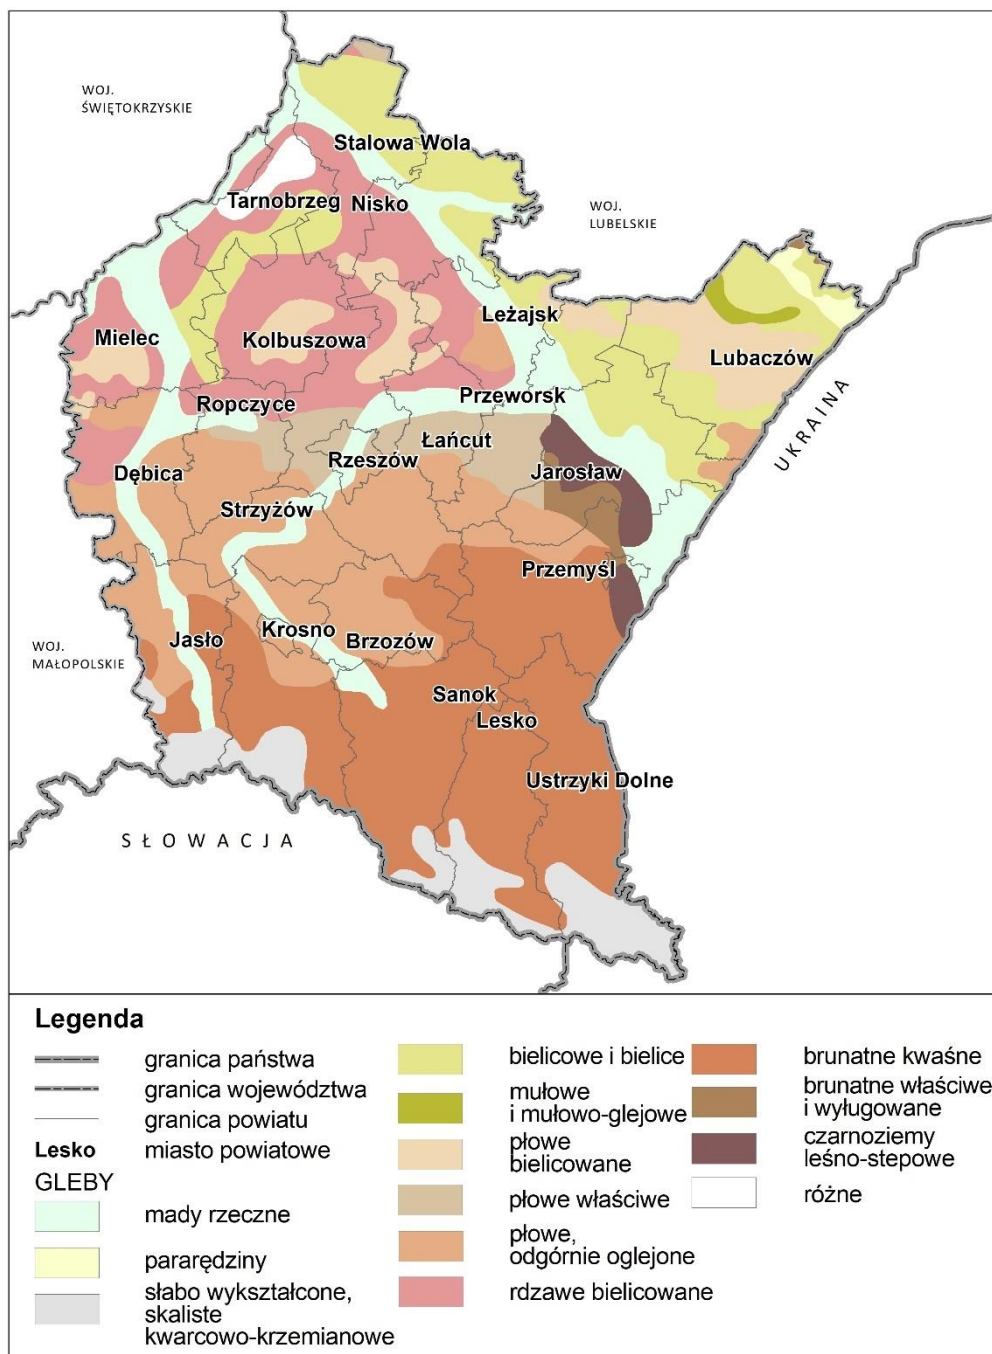 WOJ.
ŚWIĘTOKRZYSKIE
Stalowa Wola
Tarnobrzeg
Nisko
WOJ.
LUBELSKIE
Leżajsk
Mielec
Kolbuszowa
Lubaczów
Ropczyce
Przeworsk
UKRAINA
Łańcut
Rzeszów
Dębica
Jarosław
Strzyżów
Przemyśl
Krosno
Jasło
Brzozów
WOJ.
MAŁOPOLSKIE
Sanok
Lesko
Ustrzyki Dolne
SŁOWACJA
Legenda
granica państwa
granica województwa
granica powiatu
Lesko miasto powiatowe
GLEBY
mady rzeczne
pararędziny
słabo wykształcone,
skaliste
kwarcowo-krzemianowe
bielicowe i bielice
mułowe
i mułowo-glejowe
płowe
bielicowane
płowe właściwe
płowe,
odgórnie oglejone
rdzawe bielicowane
brunatne kwaśne
brunatne właściwe
i wyługowane
czarnoziemy
leśno-stepowe
różne